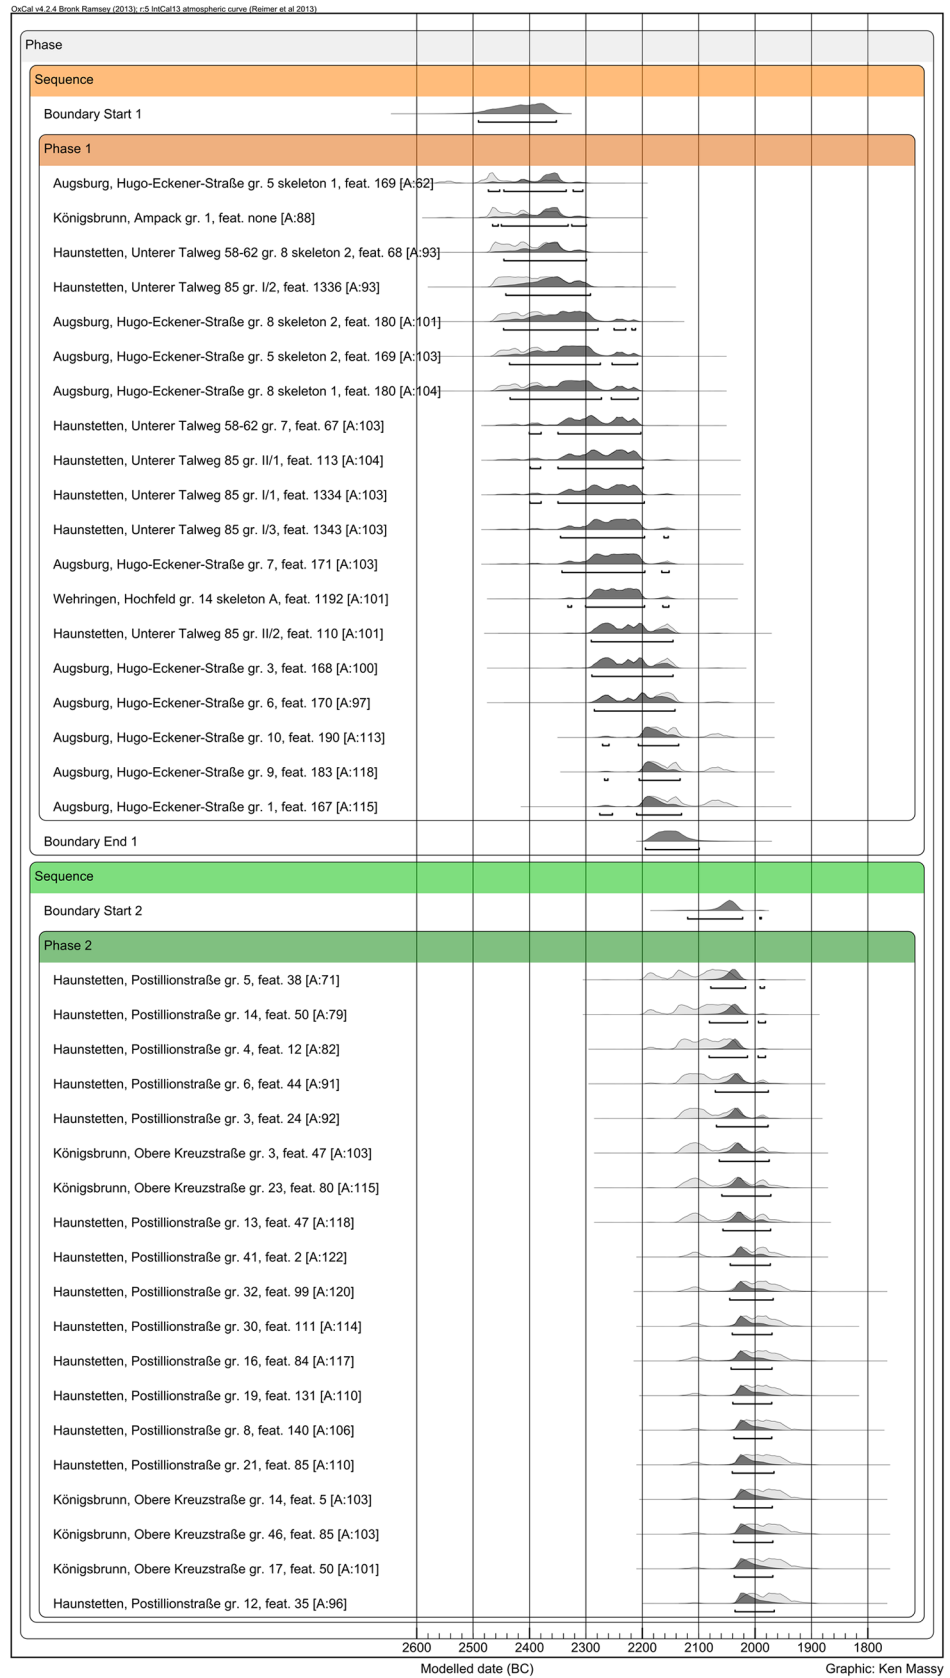 OxCal v4.2.4 Bronk Ramsey (2013); r:5 IntCal13 atmospheric curve (Reimer et al 2013)
Phase
Sequence
Boundary Start 1
Phase 1
Augsburg, Hugo-Eckener-Straße gr. 5 skeleton 1, feat. 169 [A:62]
Königsbrunn, Ampack gr. 1, feat. none [A:88]
Haunstetten, Unterer Talweg 58-62 gr. 8 skeleton 2, feat. 68 [A:93]
Haunstetten, Unterer Talweg 85 gr. I/2, feat. 1336 [A:93]
Augsburg, Hugo-Eckener-Straße gr. 8 skeleton 2, feat. 180 [A:101]
Augsburg, Hugo-Eckener-Straße gr. 5 skeleton 2, feat. 169 [A:103]
Augsburg, Hugo-Eckener-Straße gr. 8 skeleton 1, feat. 180 [A:104]
Haunstetten, Unterer Talweg 58-62 gr. 7, feat. 67 [A:103]
Haunstetten, Unterer Talweg 85 gr. II/1, feat. 113 [A:104]
Haunstetten, Unterer Talweg 85 gr. I/1, feat. 1334 [A:103]
Haunstetten, Unterer Talweg 85 gr. I/3, feat. 1343 [A:103]
Augsburg, Hugo-Eckener-Straße gr. 7, feat. 171 [A:103]
Wehringen, Hochfeld gr. 14 skeleton A, feat. 1192 [A:101]
Haunstetten, Unterer Talweg 85 gr. II/2, feat. 110 [A:101]
Augsburg, Hugo-Eckener-Straße gr. 3, feat. 168 [A:100]
Augsburg, Hugo-Eckener-Straße gr. 6, feat. 170 [A:97]
Augsburg, Hugo-Eckener-Straße gr. 10, feat. 190 [A:113]
Augsburg, Hugo-Eckener-Straße gr. 9, feat. 183 [A:118]
Augsburg, Hugo-Eckener-Straße gr. 1, feat. 167 [A:115]
Boundary End 1
Sequence
Boundary Start 2
Phase 2
Haunstetten, Postillionstraße gr. 5, feat. 38 [A:71]
Haunstetten, Postillionstraße gr. 14, feat. 50 [A:79]
Haunstetten, Postillionstraße gr. 4, feat. 12 [A:82]
Haunstetten, Postillionstraße gr. 6, feat. 44 [A:91]
Haunstetten, Postillionstraße gr. 3, feat. 24 [A:92]
Königsbrunn, Obere Kreuzstraße gr. 3, feat. 47 [A:103]
Königsbrunn, Obere Kreuzstraße gr. 23, feat. 80 [A:115]
Haunstetten, Postillionstraße gr. 13, feat. 47 [A:118]
Haunstetten, Postillionstraße gr. 41, feat. 2 [A:122]
Haunstetten, Postillionstraße gr. 32, feat. 99 [A:120]
Haunstetten, Postillionstraße gr. 30, feat. 111 [A:114]
Haunstetten, Postillionstraße gr. 16, feat. 84 [A:117]
Haunstetten, Postillionstraße gr. 19, feat. 131 [A:110]
Haunstetten, Postillionstraße gr. 8, feat. 140 [A:106]
Haunstetten, Postillionstraße gr. 21, feat. 85 [A:110]
Königsbrunn, Obere Kreuzstraße gr. 14, feat. 5 [A:103]
Königsbrunn, Obere Kreuzstraße gr. 46, feat. 85 [A:103]
Königsbrunn, Obere Kreuzstraße gr. 17, feat. 50 [A:101]
Haunstetten, Postillionstraße gr. 12, feat. 35 [A:96]
2600 2500 2400 2300 2200 2100 2000 1900 1800
Modelled date (BC)
Graphic: Ken Massy